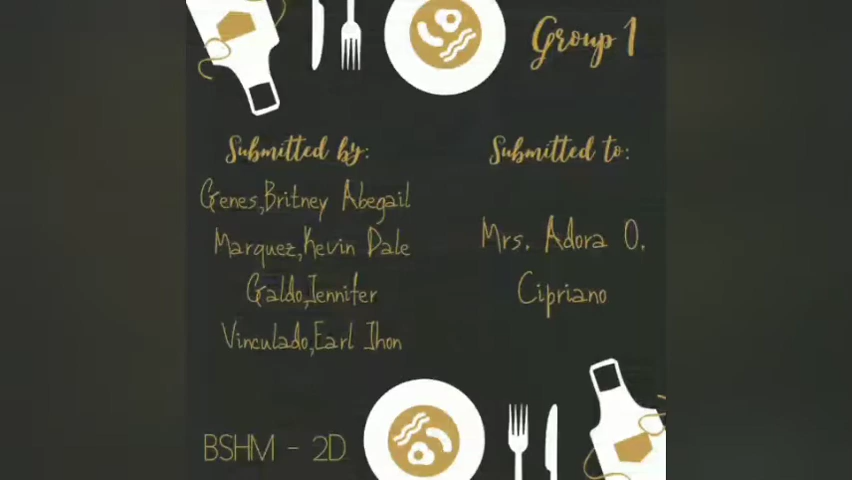 Group 1
Submitted by:
Genes,Britney Abegail
Marquez,Kevin Dale
Galdo,Jennifer
Vinculado,Earl Jhon
Submitted to:
Mrs. Adora O.
Cipriano
BSHM - 2D